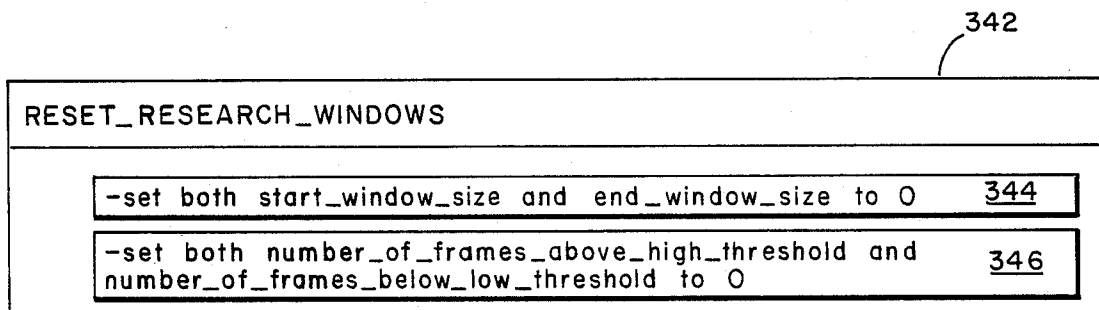 342
RESET_RESEARCH_WINDOWS
-set both start_window_size and end_window_size to 0 344
-set both number_of_frames_above_high_threshold and
number_of_frames_below_low_threshold to 0 346